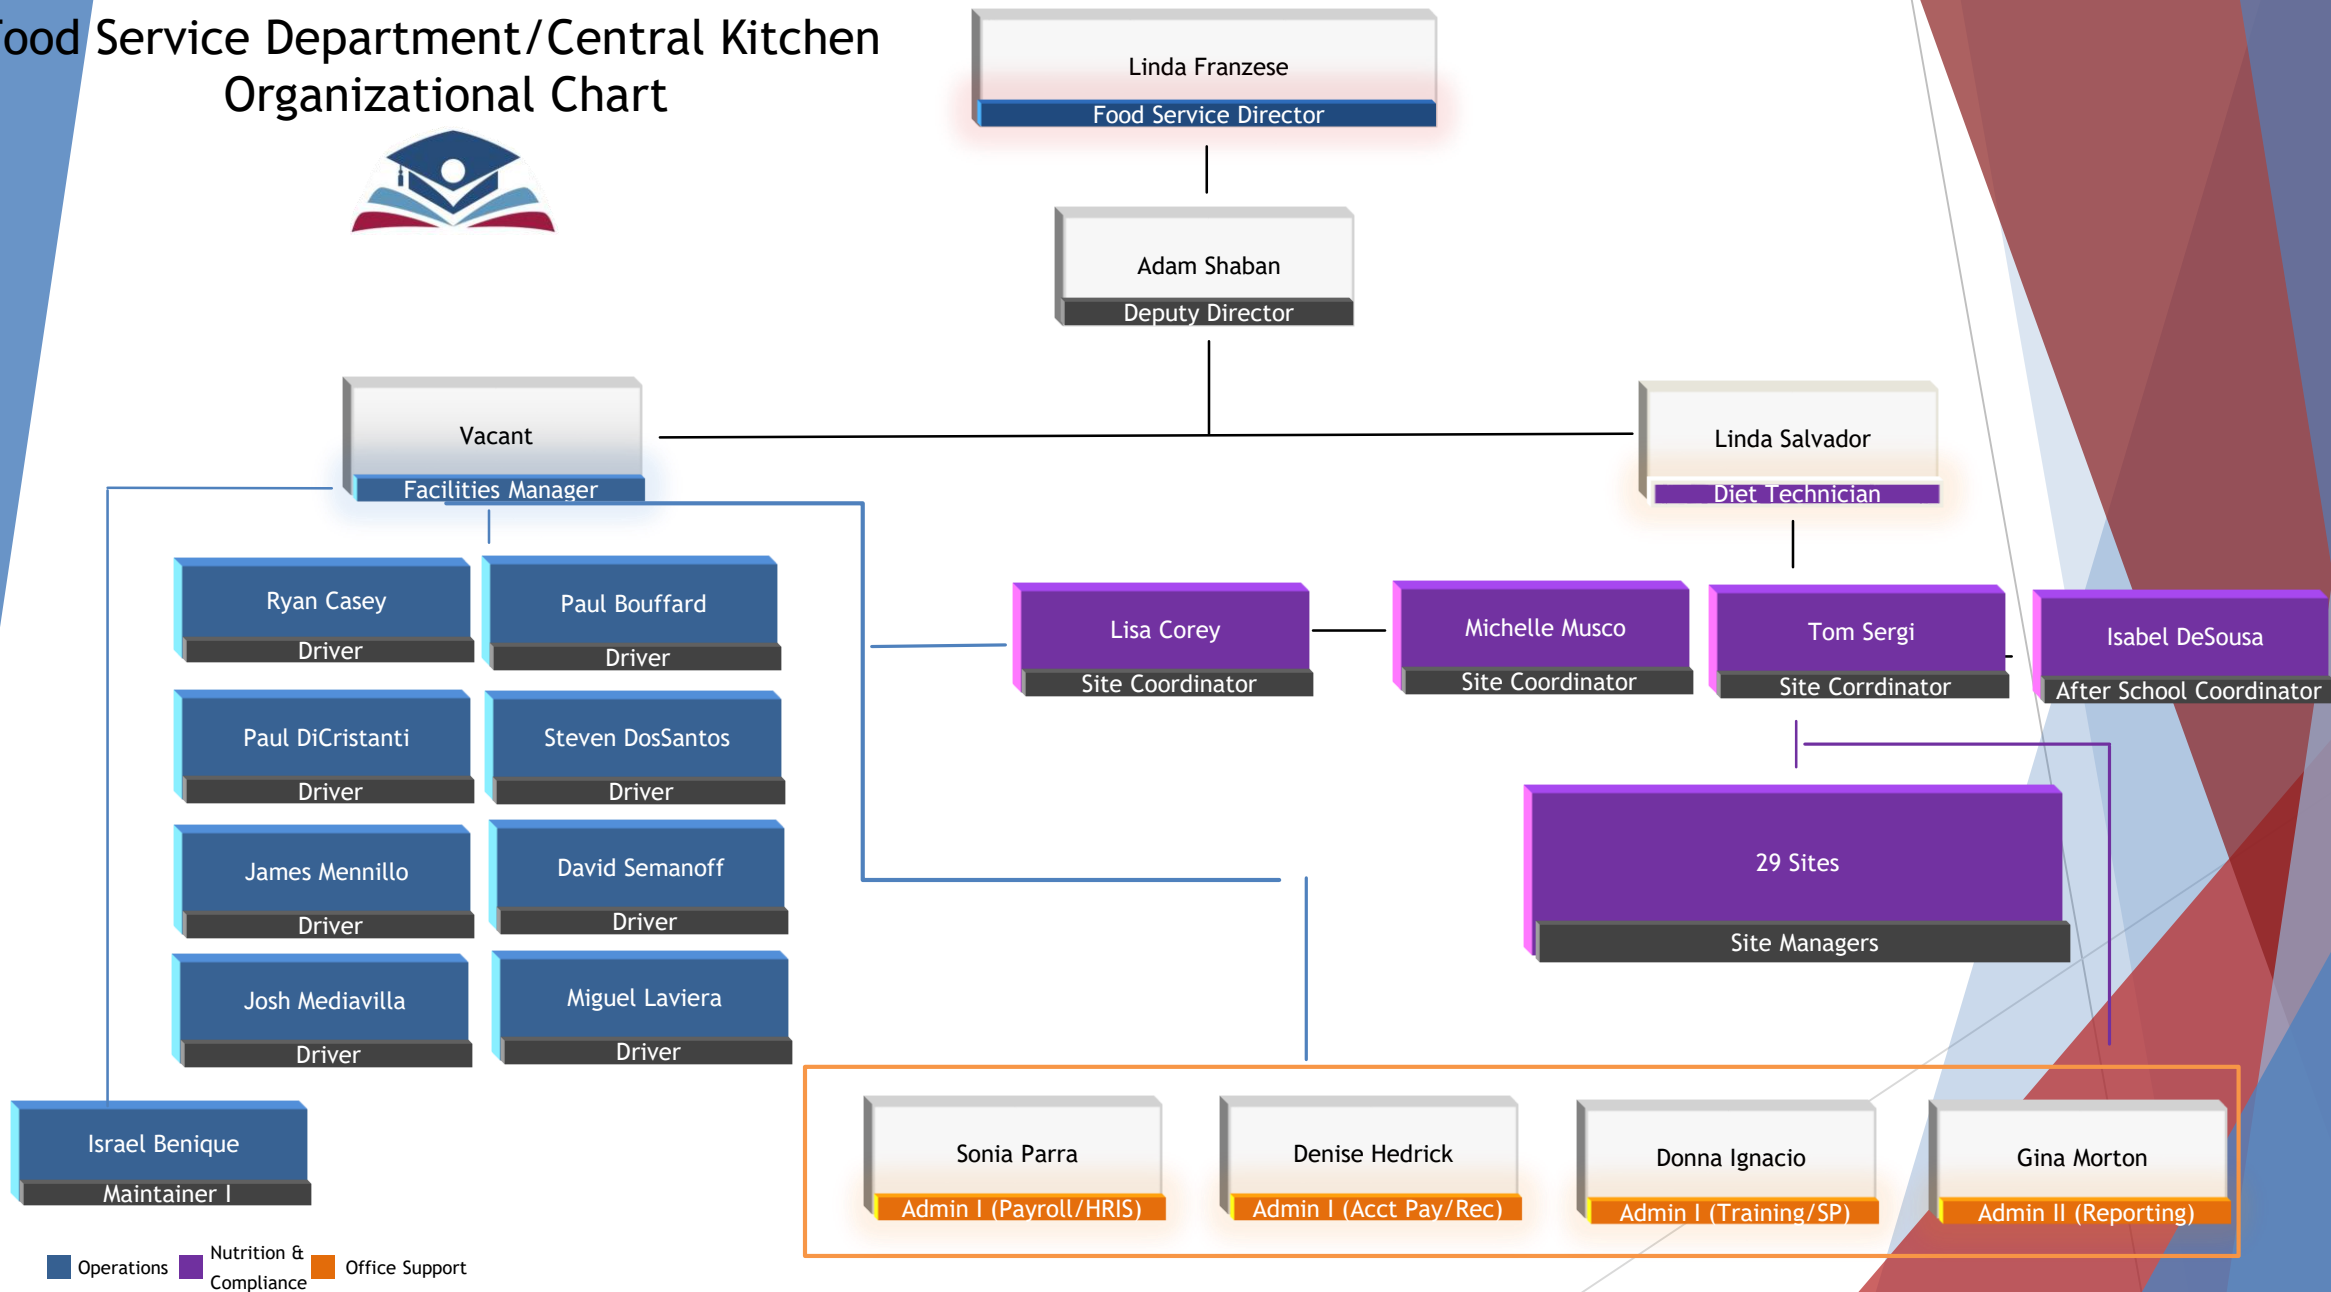 ood Service Department/Central Kitchen
Organizational Chart
Linda Franzese
Food Service Director
Adam Shaban
Deputy Director
Vacant
Facilities Manager
Linda Salvador
Diet Technician
Ryan Casey
Driver
Paul Bouffard
Driver
Lisa Corey
Site Coordinator
Michelle Musco
Site Coordinator
Tom Sergi
Site Corrdinator
Isabel DeSousa
After School Coordinator
Paul DiCristanti
Driver
Steven DosSantos
Driver
James Mennillo
Driver
David Semanoff
Driver
29 Sites
Site Managers
Josh Mediavilla
Driver
Miguel Laviera
Driver
Israel Benique
Maintainer I
Sonia Parra
Admin I (Payroll/HRIS)
Denise Hedrick
Admin I (Acct Pay/Rec)
Donna Ignacio
Admin I (Training/SP)
Gina Morton
Admin II (Reporting)
Operations
Nutrition &
Compliance
Office Support